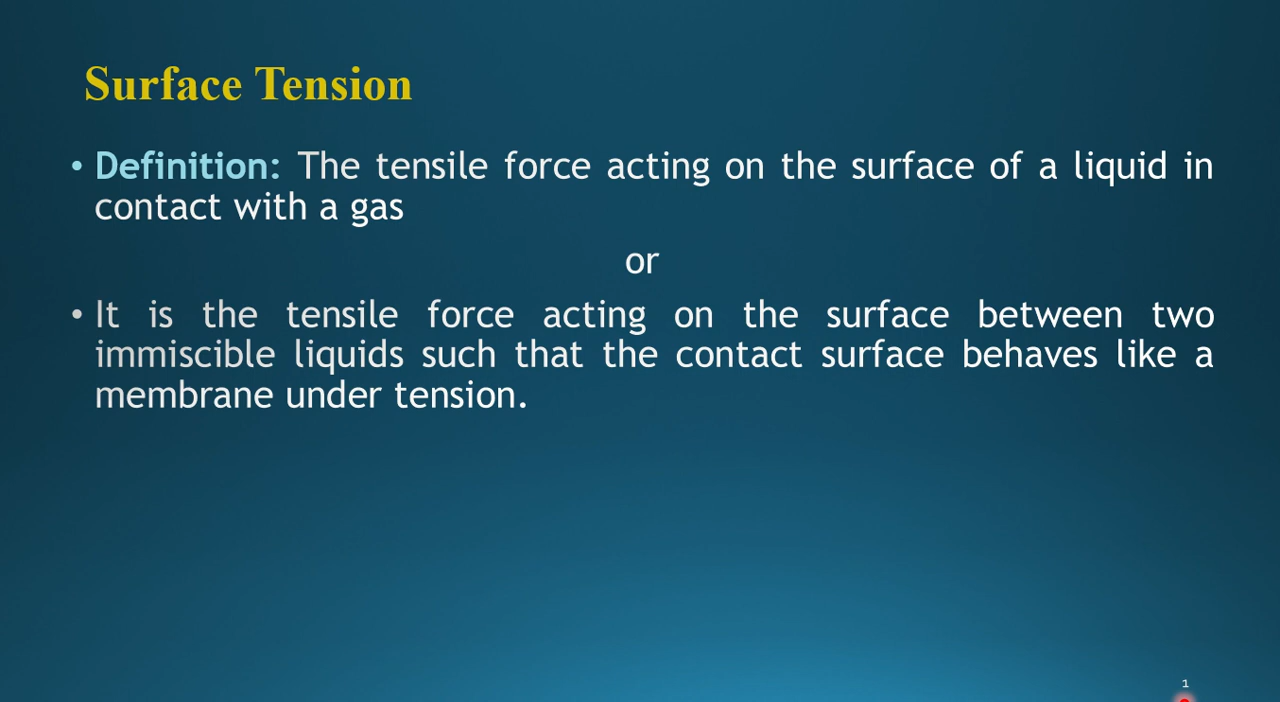 Surface Tension
• Definition: The tensile force acting on the surface of a liquid in
contact with a gas
or
• It is the tensile force acting on the surface between two
immiscible liquids such that the contact surface behaves like a
membrane under tension.
1